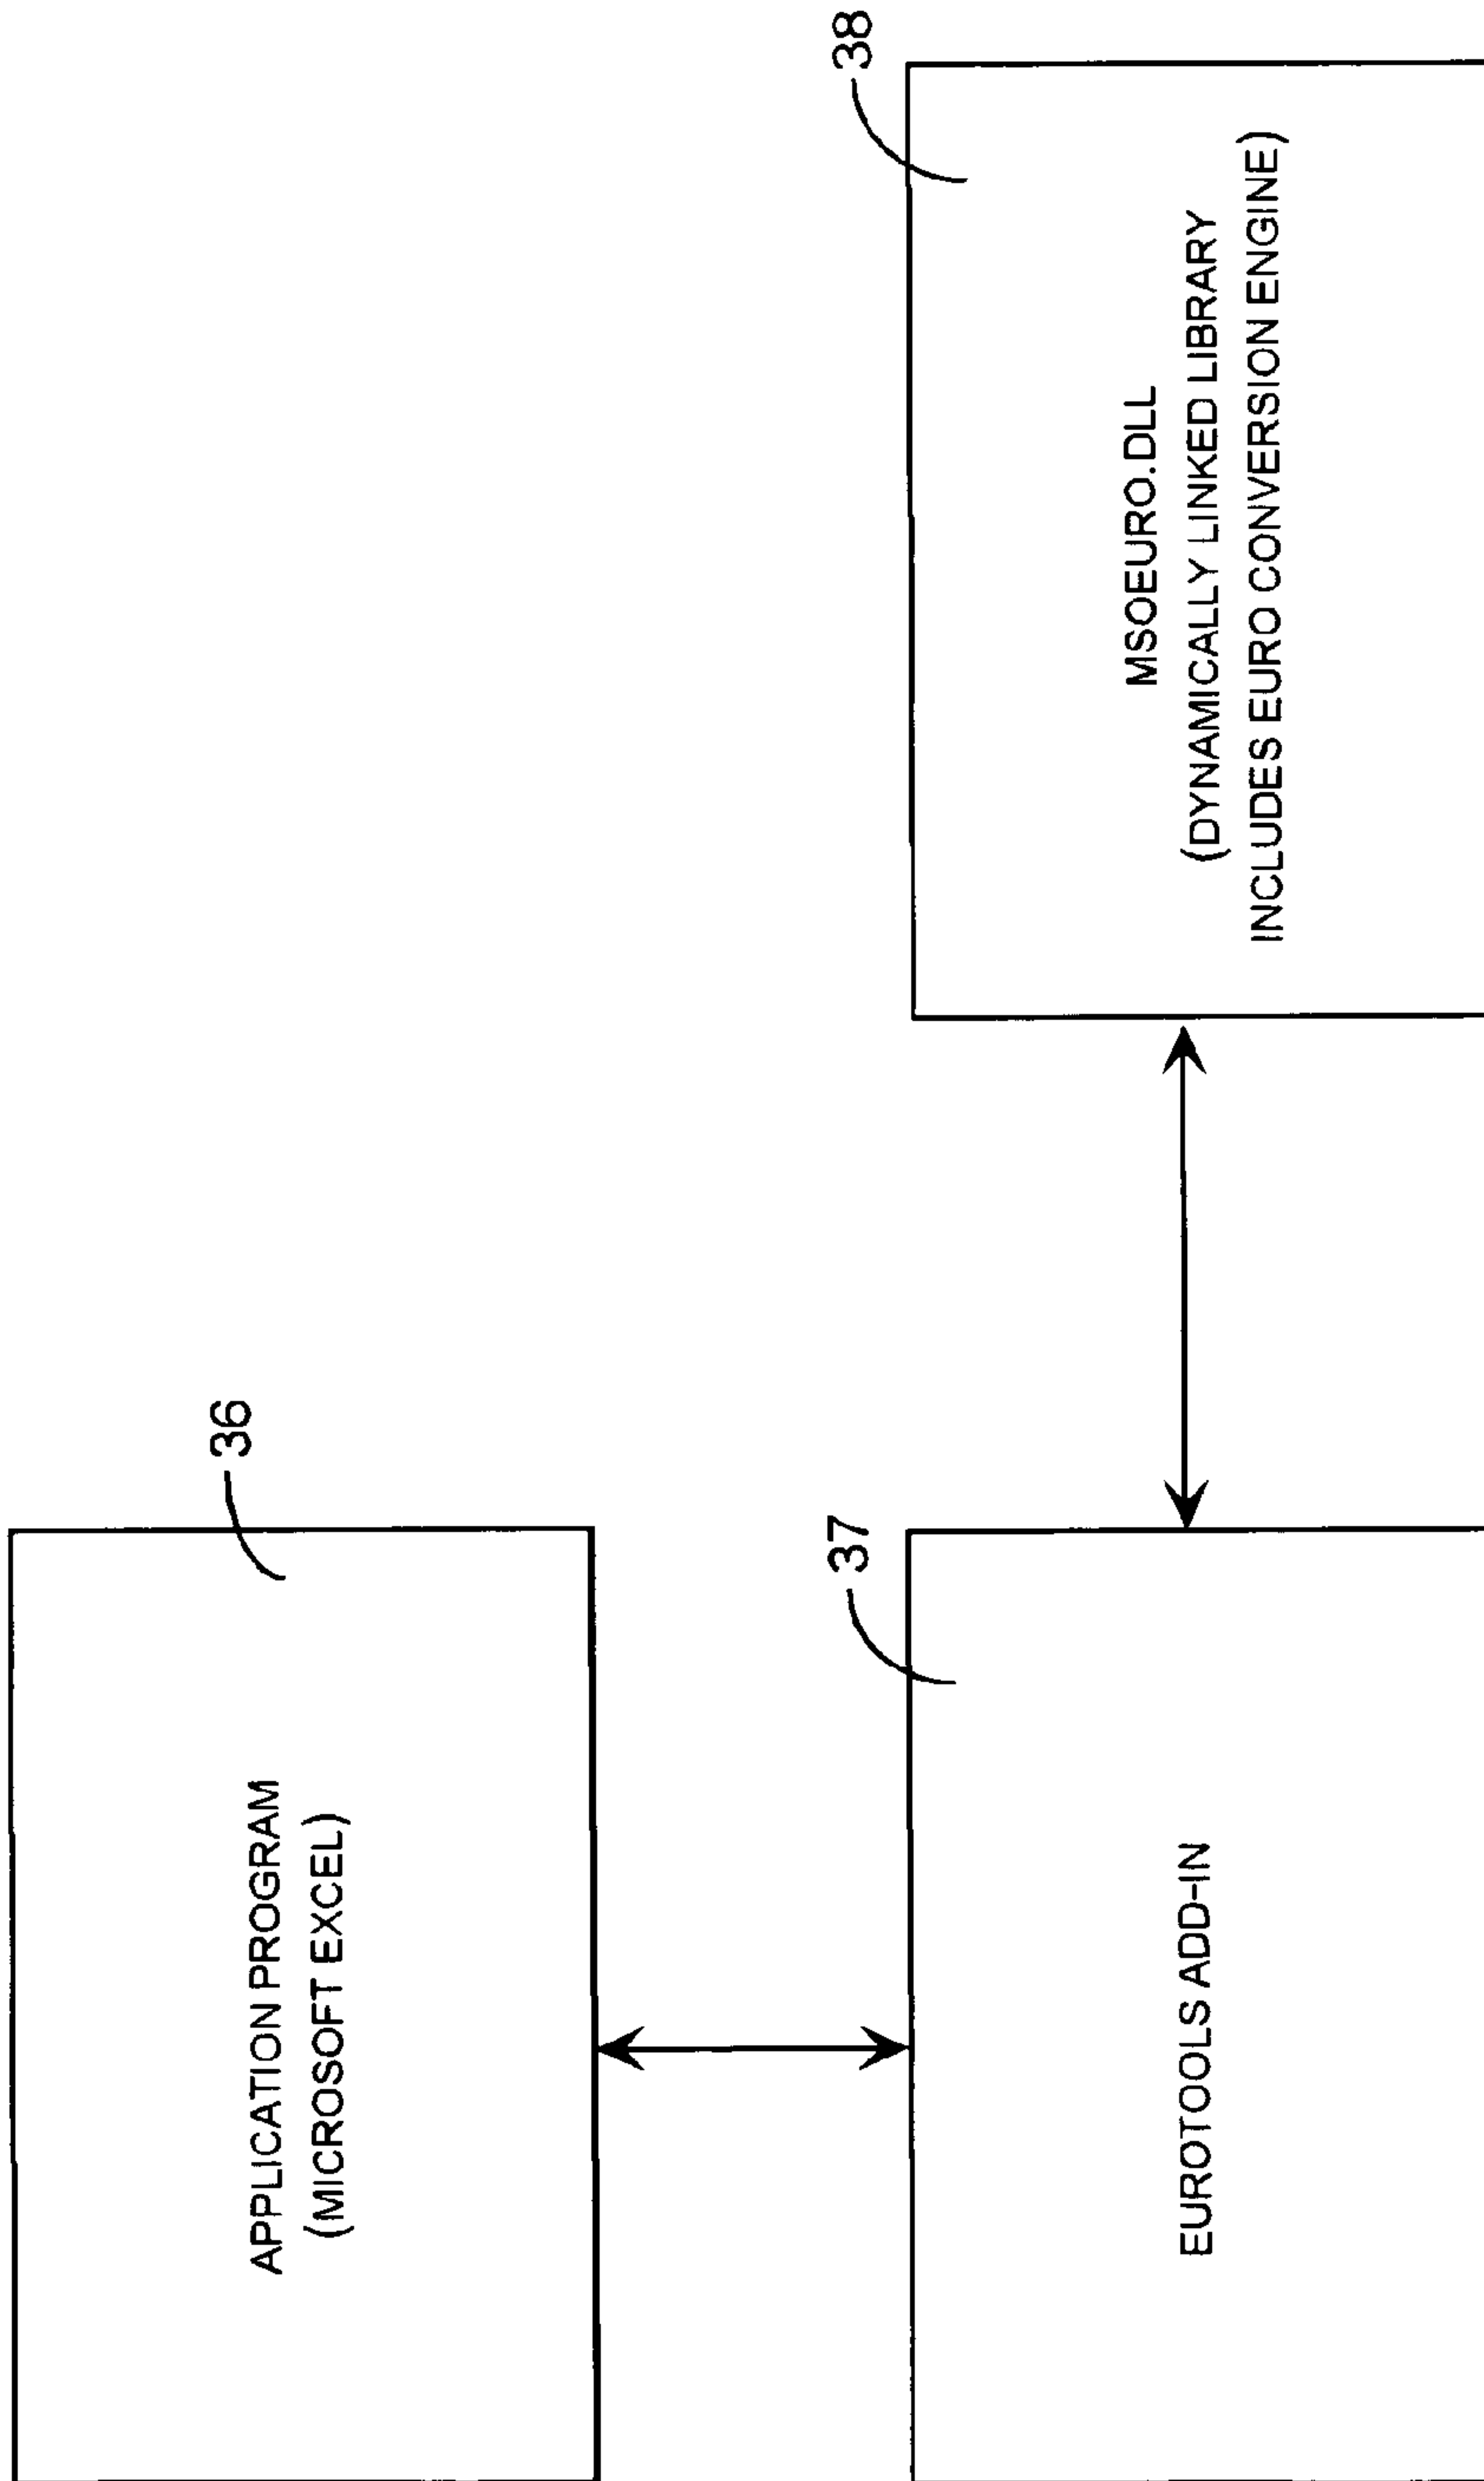 36
APPLICATION PROGRAM
(MICROSOFT EXCEL)
37
EUROTOOLS ADD-IN
38
MSOEURO.DLL
(DYNAMICALLY LINKED LIBRARY
INCLUDES EURO CONVERSION ENGINE)